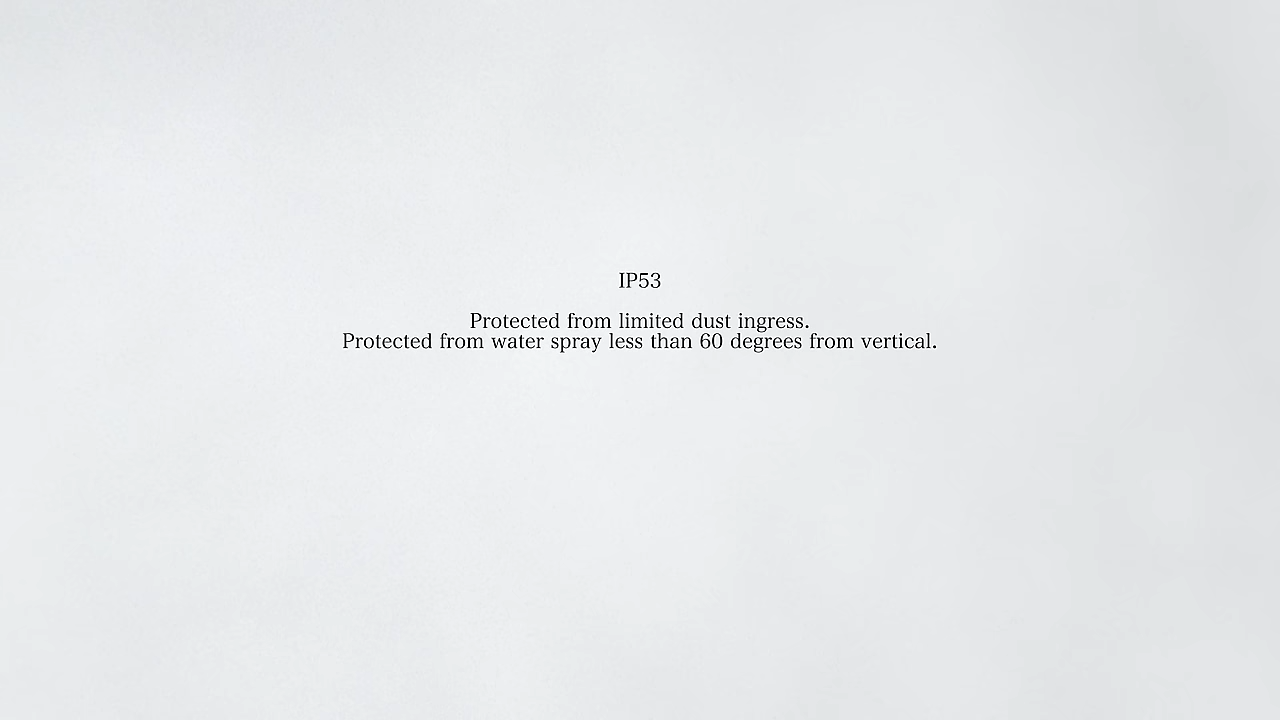 IP53
Protected from limited dust ingress.
Protected from water spray less than 60 degrees from vertical.